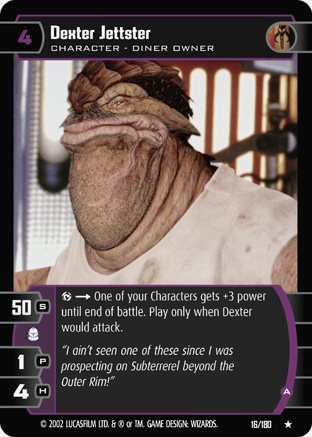 4 Dexter Jettster
CHARACTER - DINER OWNER
50 S
One of your Characters gets +3 power
until end of battle. Play only when Dexter
would attack.
1 P
"I ain't seen one of these since I was
prospecting on Subterrerel beyond the
Outer Rim!"
4 H
A
© 2002 LUCASFILM LTD. & ® or TM. GAME DESIGN: WIZARDS. 16/180 ★